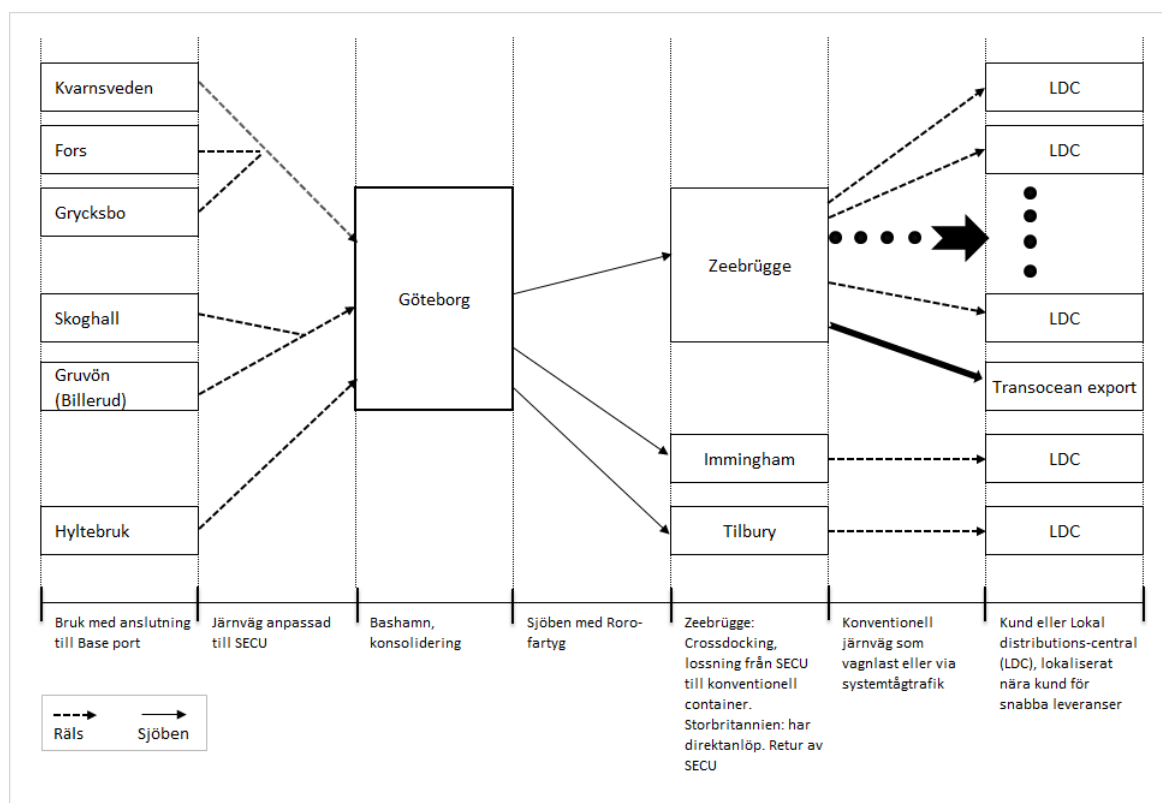 Kvarnsveden
Fors
Grycksbo
Skoghall
Gruvön
(Billerud)
Hyltebruk
Göteborg
Zeebrügge
Immingham
Tilbury
LDC
LDC
LDC
Transocean export
LDC
LDC
Bruk med anslutning
till Base port
Järnväg anpassad
till SECU
Bashamn,
konsolidering
Sjöben med Roro-
fartyg
Zeebrügge:
Crossdocking,
lossning från SECU
till konventionell
container.
Storbritannien: har
direktanlöp. Retur av
SECU
Konventionell
järnväg som
vagnlast eller via
systemtågtrafik
Kund eller Lokal
distributions-central
(LDC), lokaliserat
nära kund för
snabba leveranser
Räls
Sjöben